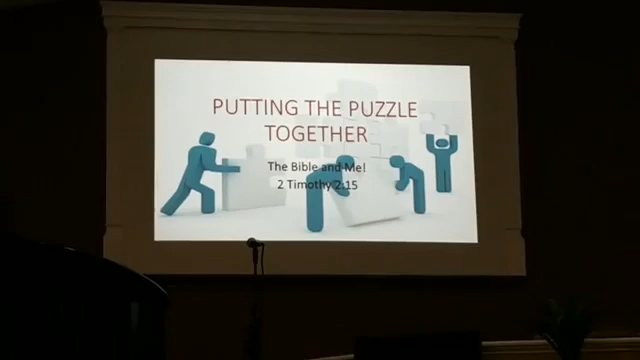 PUTTING THE PUZZLE
TOGETHER
The Bible and Me!
2 Timothy 2:15